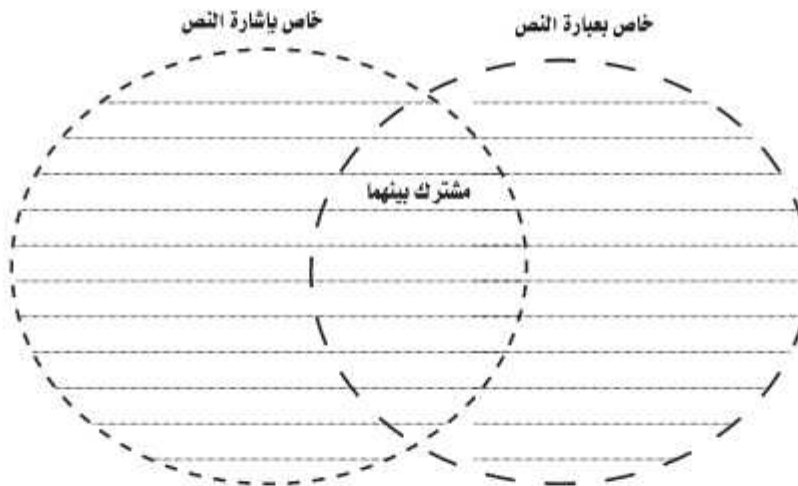 خاص بعبارة النص
خاص بإشارة النص
مشترك بينهما